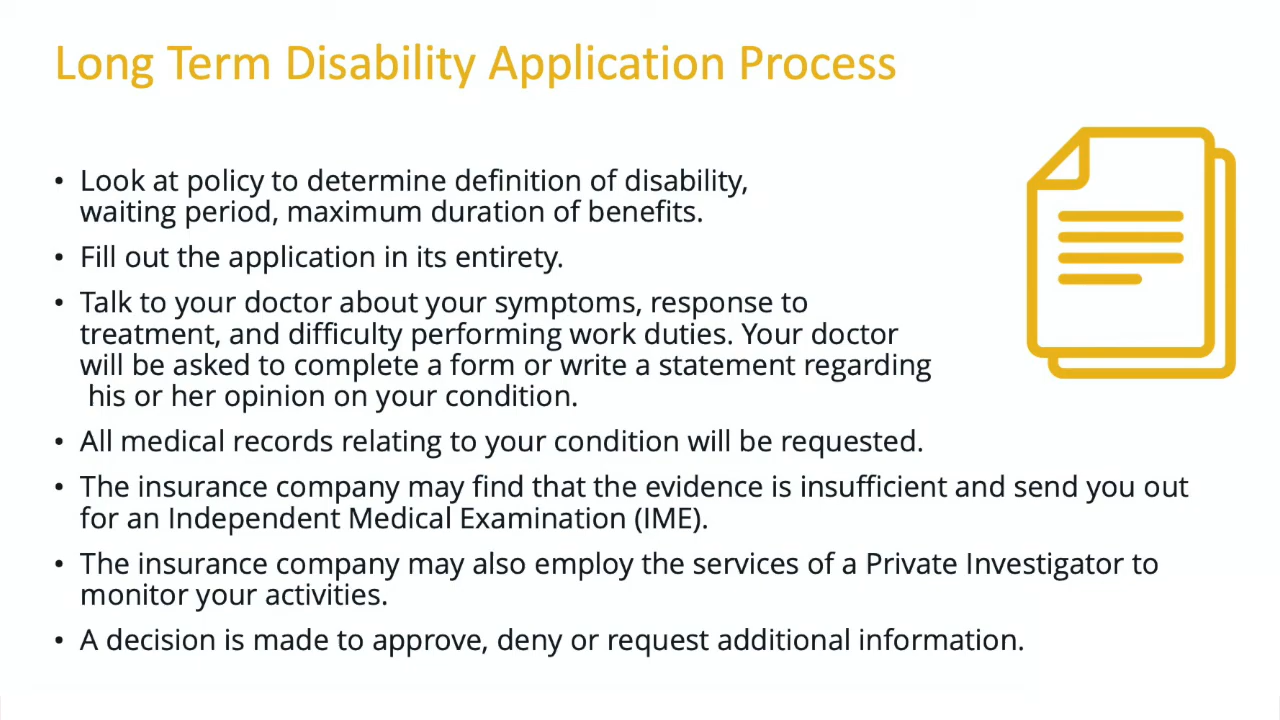 Long Term Disability Application Process
• Look at policy to determine definition of disability,
waiting period, maximum duration of benefits.
• Fill out the application in its entirety.
• Talk to your doctor about your symptoms, response to
treatment, and difficulty performing work duties. Your doctor
will be asked to complete a form or write a statement regarding
his or her opinion on your condition.
• All medical records relating to your condition will be requested.
• The insurance company may find that the evidence is insufficient and send you out
for an Independent Medical Examination (IME).
• The insurance company may also employ the services of a Private Investigator to
monitor your activities.
• A decision is made to approve, deny or request additional information.